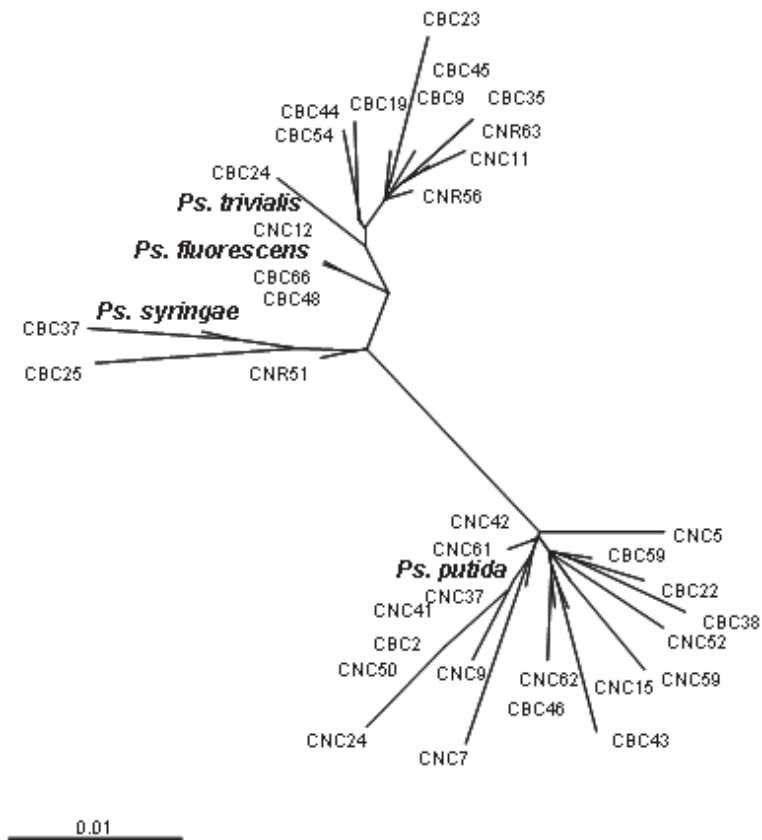 CBC23
CBC45
CBC44 CBC19 CBC9 CBC35
CBC54 CNR63
CNC11
CBC24
Ps. trivialis CNR56
CNC12
Ps. fluorescens
CBC66
CBC48
Ps. syringae
CBC37
CBC25 CNR51
CNC42
CNC5
CNC61 CBC59
Ps. putida
CBC22
CNC37
CNC41 CBC38
CBC2 CNC52
CNC50 CNC9 CNC62 CNC15 CNC59
CBC46
CNC24 CBC43
CNC7
0.01